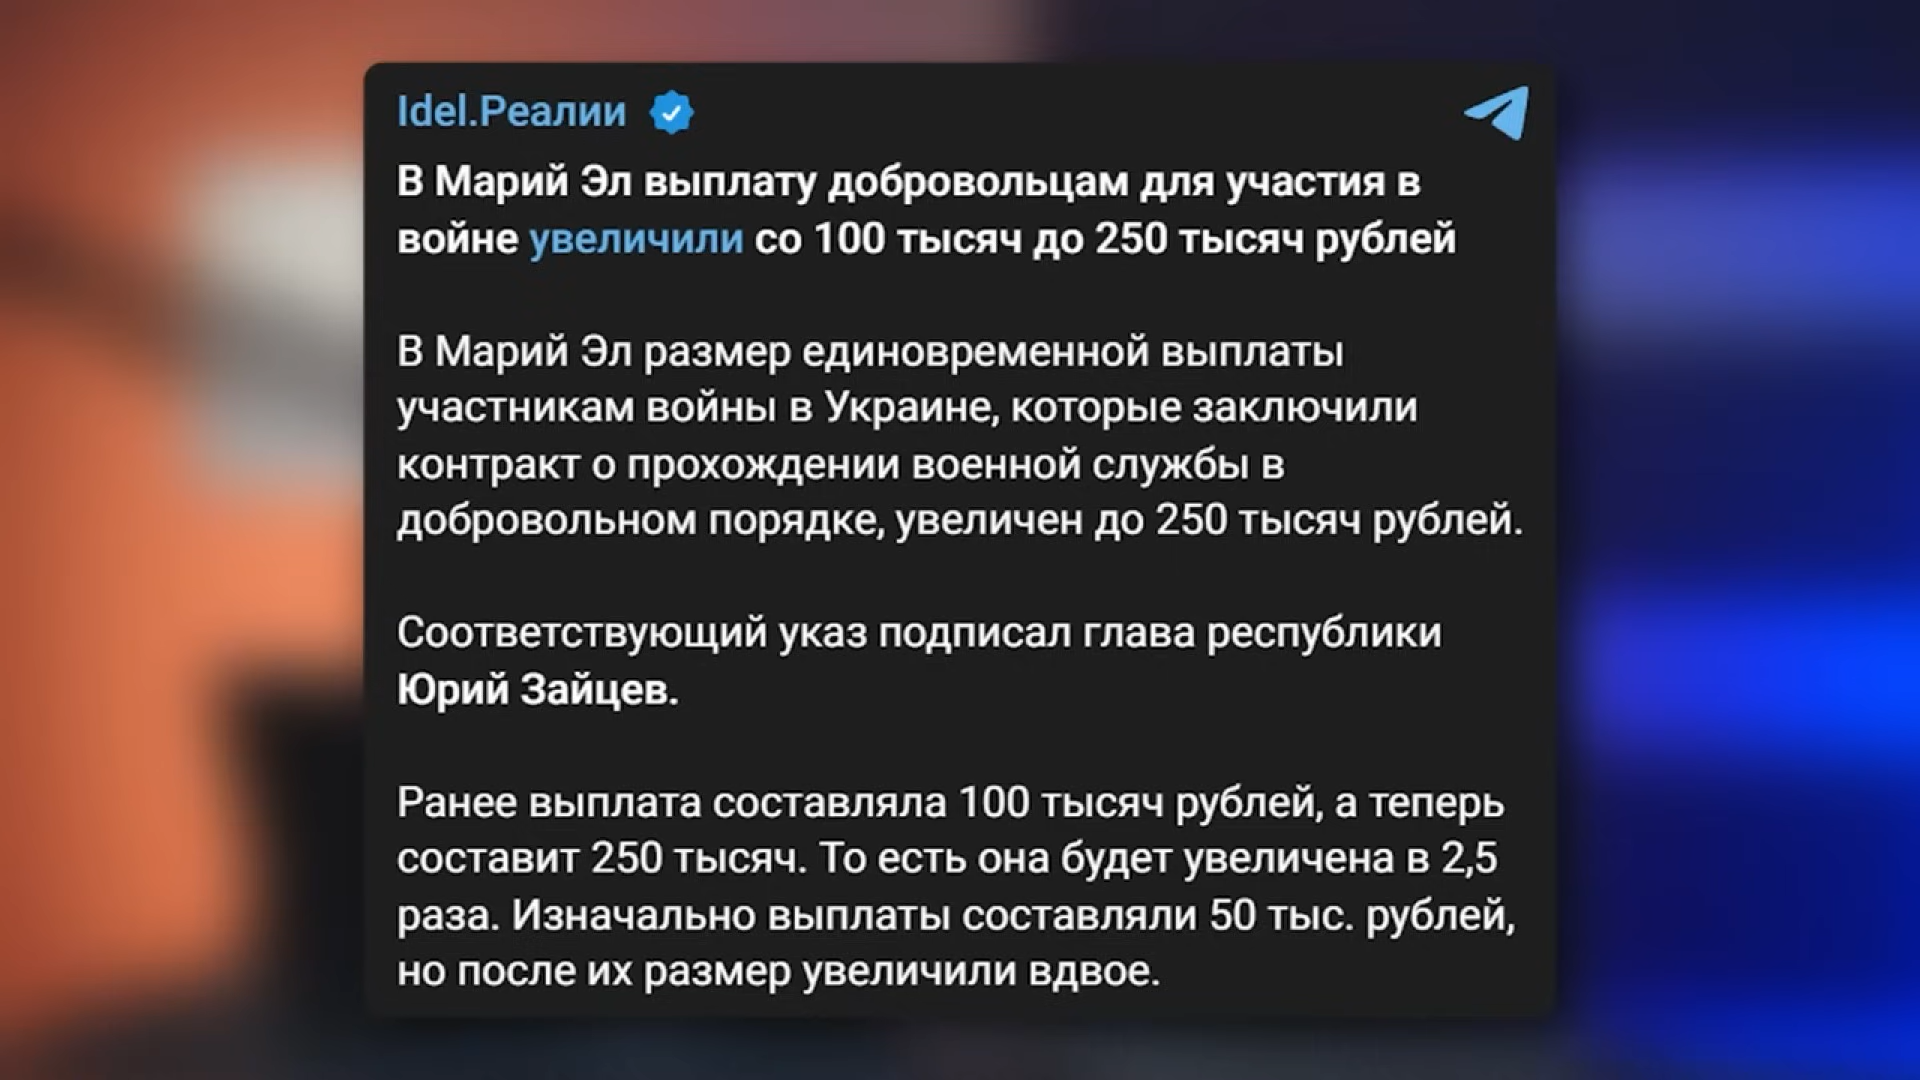 Idel.Реалии
В Марий Эл выплату добровольцам для участия в
войне увеличили со 100 тысяч до 250 тысяч рублей
В Марий Эл размер единовременной выплаты
участникам войны в Украине, которые заключили
контракт о прохождении военной службы в
добровольном порядке, увеличен до 250 тысяч рублей.
Соответствующий указ подписал глава республики
Юрий Зайцев.
Ранее выплата составляла 100 тысяч рублей, а теперь
составит 250 тысяч. То есть она будет увеличена в 2,5
раза. Изначально выплаты составляли 50 тыс. рублей,
но после их размер увеличили вдвое.